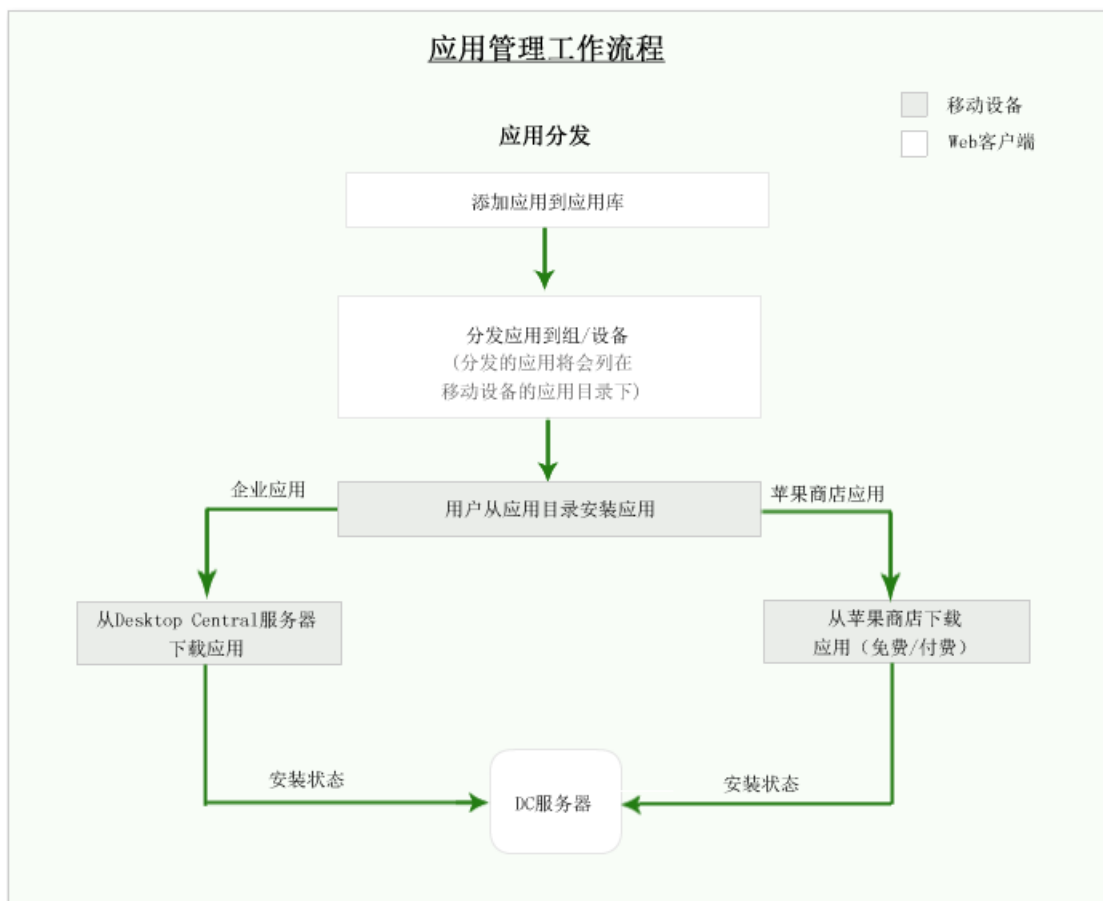 应用管理工作流程
移动设备
Web客户端
应用分发
添加应用到应用库
分发应用到组/设备
(分发的应用将会列在
移动设备的应用目录下)
企业应用
苹果商店应用
用户从应用目录安装应用
从Desktop Central服务器
下载应用
从苹果商店下载
应用（免费/付费）
安装状态
安装状态
DC服务器